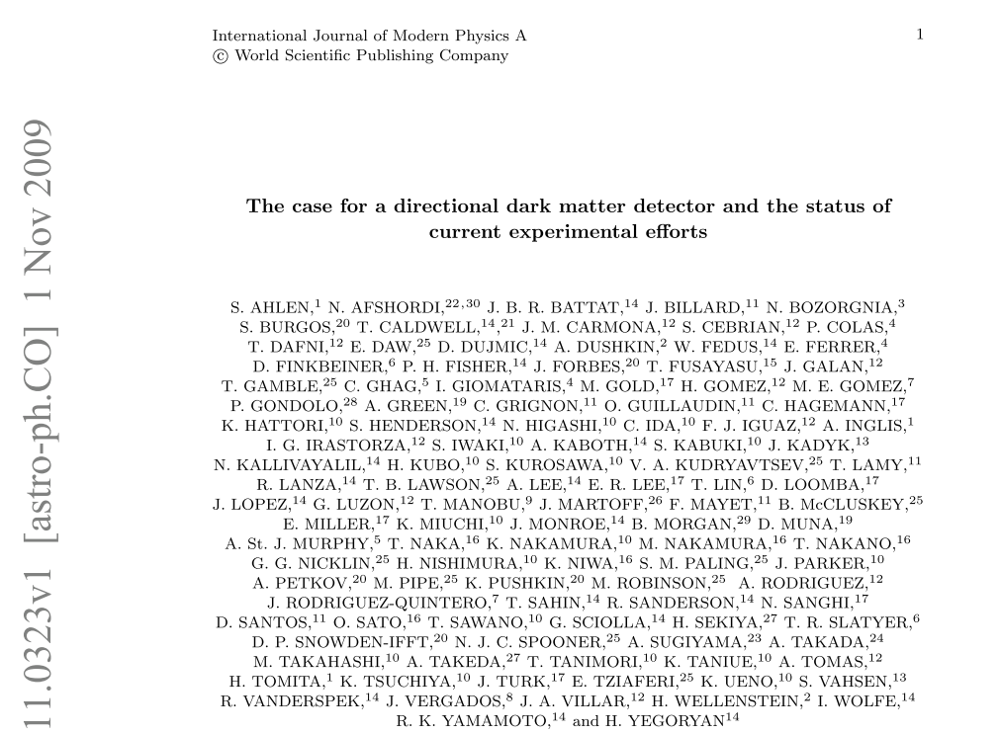 International Journal of Modern Physics A
© World Scientific Publishing Company
1
11.0323v1 [astro-ph.CO] 1 Nov 2009
The case for a directional dark matter detector and the status of
current experimental efforts
S. AHLEN,1 N. AFSHORDI,22,30 J. B. R. BATTAT,14 J. BILLARD,11 N. BOZORGNIA,3
S. BURGOS,20 T. CALDWELL,14,21 J. M. CARMONA,12 S. CEBRIAN,12 P. COLAS,4
T. DAFNI,12 E. DAW,25 D. DUJMIC,14 A. DUSHKIN,2 W. FEDUS,14 E. FERRER,4
D. FINKBEINER,6 P. H. FISHER,14 J. FORBES,20 T. FUSAYASU,15 J. GALAN,12
T. GAMBLE,25 C. GHAG,5 I. GIOMATARIS,4 M. GOLD,17 H. GOMEZ,12 M. E. GOMEZ,7
P. GONDOLO,28 A. GREEN,19 C. GRIGNON,11 O. GUILLAUDIN,11 C. HAGEMANN,17
K. HATTORI,10 S. HENDERSON,14 N. HIGASHI,10 C. IDA,10 F. J. IGUAZ,12 A. INGLIS,1
I. G. IRASTORZA,12 S. IWAKI,10 A. KABOTH,14 S. KABUKI,10 J. KADYK,13
N. KALLIVAYALIL,14 H. KUBO,10 S. KUROSAWA,10 V. A. KUDRYAVTSEV,25 T. LAMY,11
R. LANZA,14 T. B. LAWSON,25 A. LEE,14 E. R. LEE,17 T. LIN,6 D. LOOMBA,17
J. LOPEZ,14 G. LUZON,12 T. MANOBU,9 J. MARTOFF,26 F. MAYET,11 B. McCLUSKEY,25
E. MILLER,17 K. MIUCHI,10 J. MONROE,14 B. MORGAN,29 D. MUNA,19
A. St. J. MURPHY,5 T. NAKA,16 K. NAKAMURA,10 M. NAKAMURA,16 T. NAKANO,16
G. G. NICKLIN,25 H. NISHIMURA,10 K. NIWA,16 S. M. PALING,25 J. PARKER,10
A. PETKOV,20 M. PIPE,25 K. PUSHKIN,20 M. ROBINSON,25 A. RODRIGUEZ,12
J. RODRIGUEZ-QUINTERO,7 T. SAHIN,14 R. SANDERSON,14 N. SANGHI,17
D. SANTOS,11 O. SATO,16 T. SAWANO,10 G. SCIOLLA,14 H. SEKIYA,27 T. R. SLATYER,6
D. P. SNOWDEN-IFFT,20 N. J. C. SPOONER,25 A. SUGIYAMA,23 A. TAKADA,24
M. TAKAHASHI,10 A. TAKEDA,27 T. TANIMORI,10 K. TANIUE,10 A. TOMAS,12
H. TOMITA,1 K. TSUCHIYA,10 J. TURK,17 E. TZIAFERI,25 K. UENO,10 S. VAHSEN,13
R. VANDERSPEK,14 J. VERGADOS,8 J. A. VILLAR,12 H. WELLENSTEIN,2 I. WOLFE,14
R. K. YAMAMOTO,14 and H. YEGORYAN14